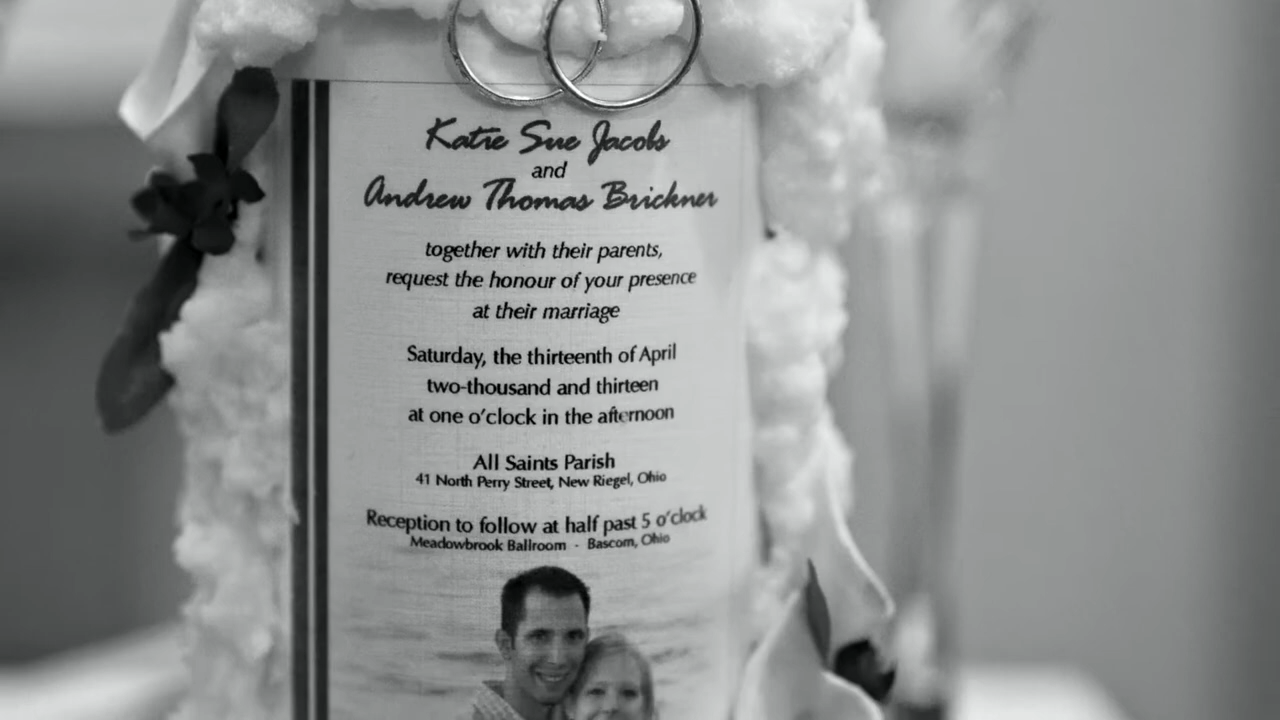 Katie Sue Jacobs
and
Andrew Thomas Brickner
together with their parents,
request the honour of your presence
at their marriage
Saturday, the thirteenth of April
two-thousand and thirteen
at one o'clock in the afternoon
All Saints Parish
41 North Perry Street, New Riegel, Ohio
Reception to follow at half past 5 o'clock
Meadowbrook Ballroom - Bascom, Ohio